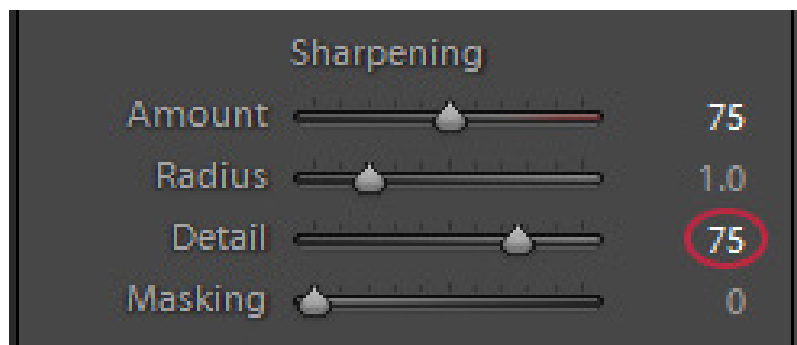 Sharpening
Amount 75
Radius 1.0
Detail 75
Masking 0